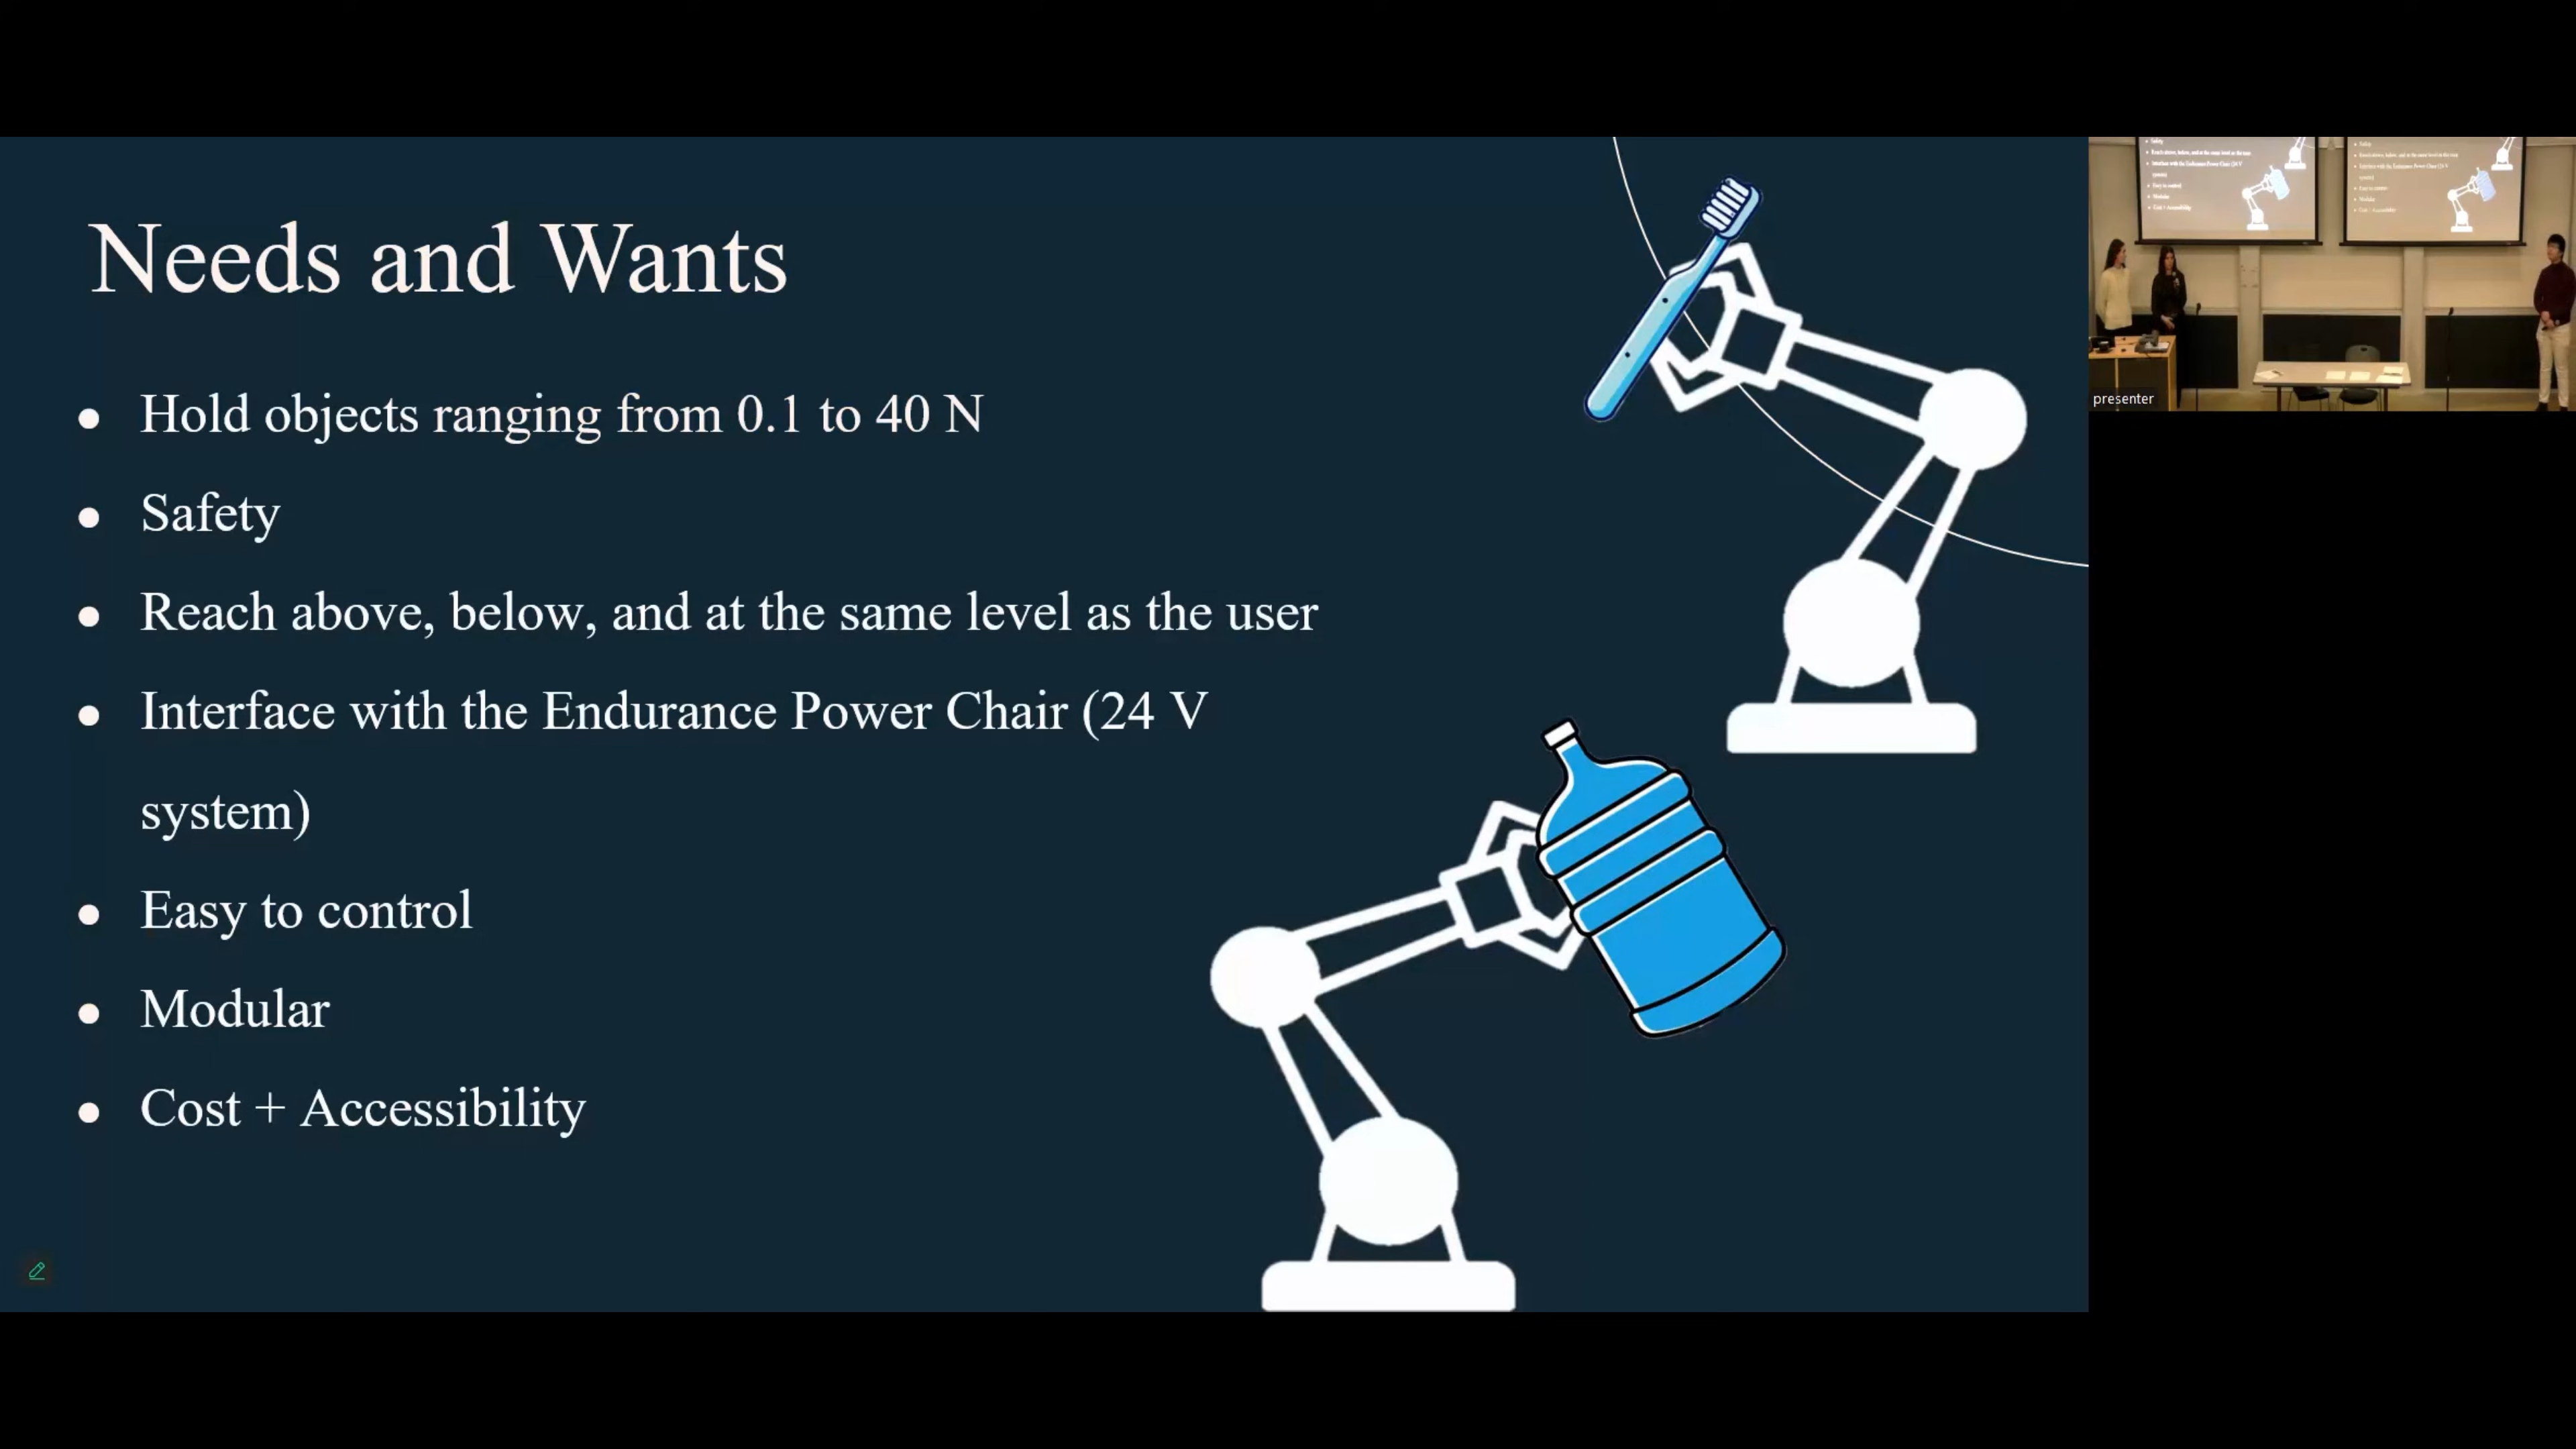 Needs and Wants
● Hold objects ranging from 0.1 to 40 N
● Safety
● Reach above, below, and at the same level as the user
● Interface with the Endurance Power Chair (24 V
system)
● Easy to control
● Modular
● Cost + Accessibility
presenter